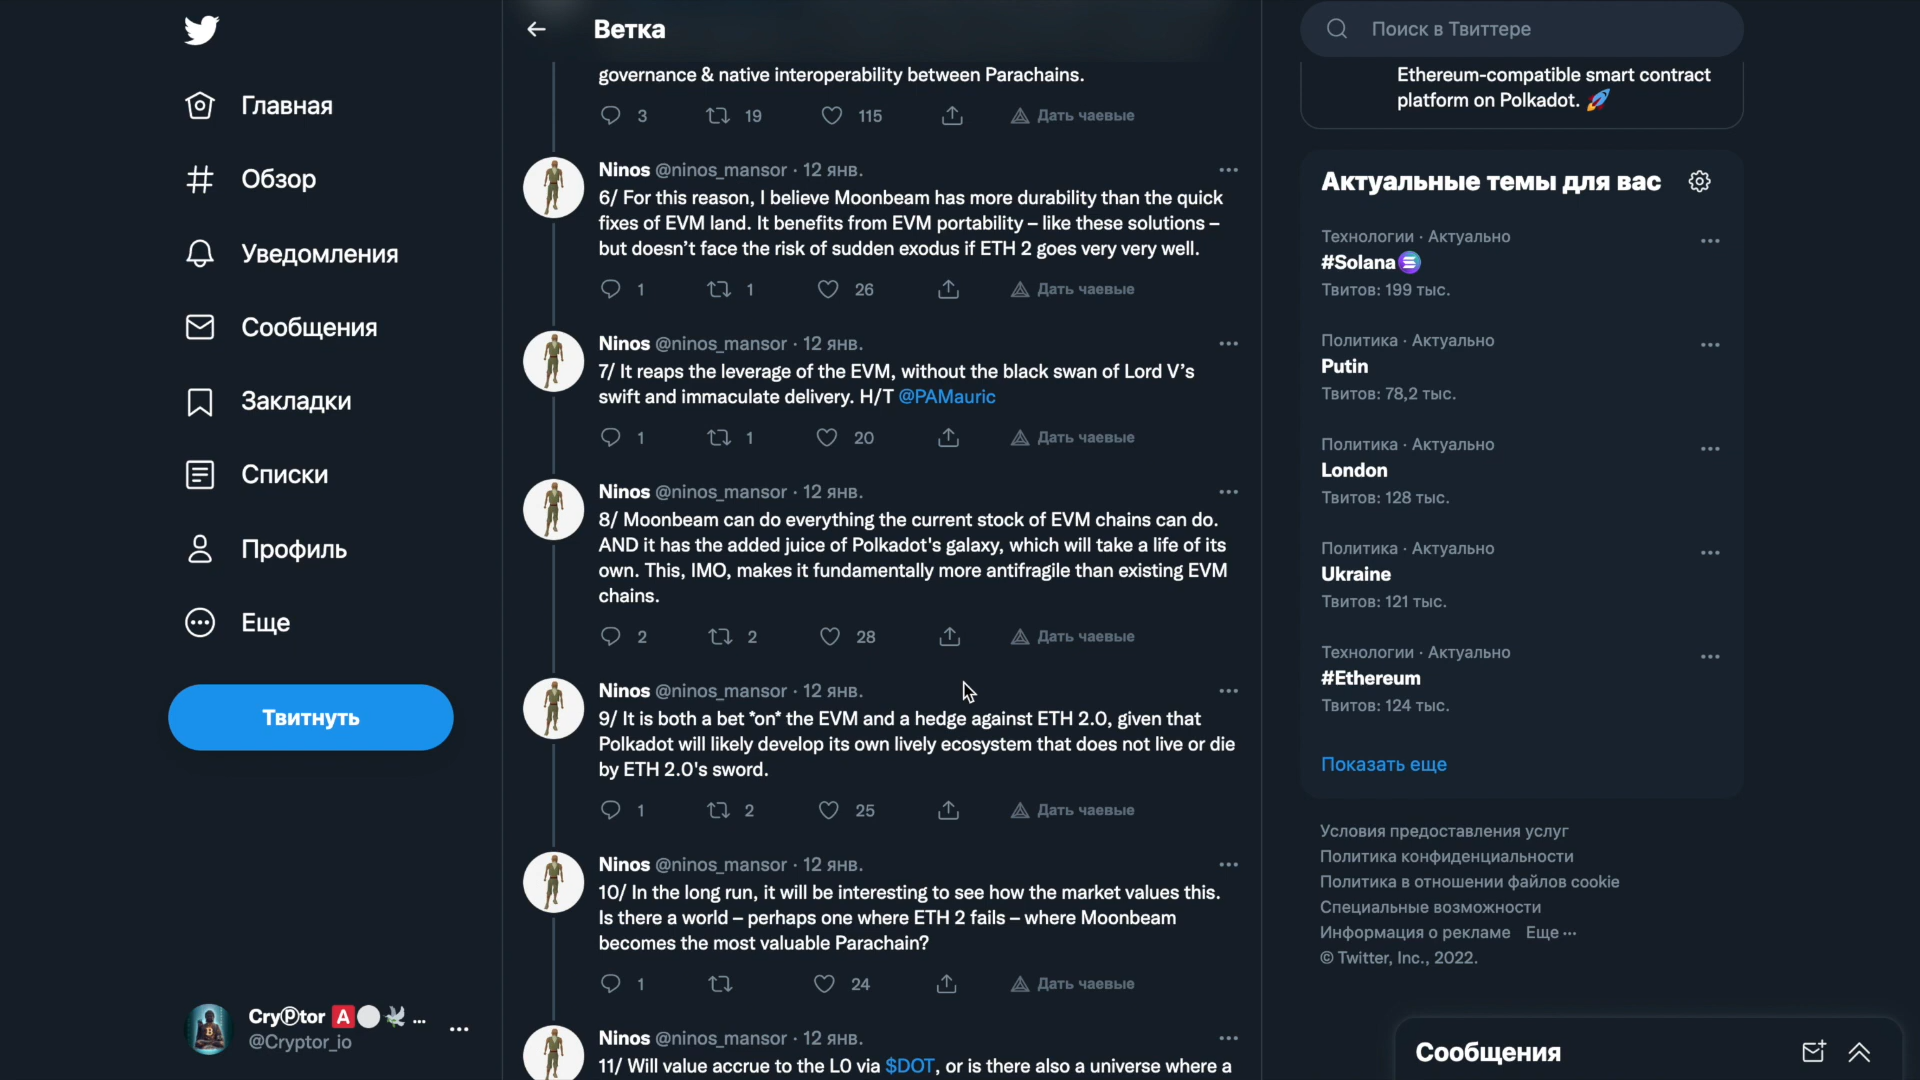 Главная
Обзор
Уведомления
Сообщения
Закладки
Списки
Профиль
Еще
Твитнуть
CryⓅtor 🅰 ...
@Cryptor_io
Ветка
governance & native interoperability between Parachains.
3 19 115 Дать чаевые
Ninos @ninos_mansor · 12 янв.
6/ For this reason, I believe Moonbeam has more durability than the quick
fixes of EVM land. It benefits from EVM portability – like these solutions –
but doesn’t face the risk of sudden exodus if ETH 2 goes very very well.
1 1 26 Дать чаевые
Ninos @ninos_mansor · 12 янв.
7/ It reaps the leverage of the EVM, without the black swan of Lord V’s
swift and immaculate delivery. H/T @PAMauric
1 1 20 Дать чаевые
Ninos @ninos_mansor · 12 янв.
8/ Moonbeam can do everything the current stock of EVM chains can do.
AND it has the added juice of Polkadot's galaxy, which will take a life of its
own. This, IMO, makes it fundamentally more antifragile than existing EVM
chains.
2 2 28 Дать чаевые
Ninos @ninos_mansor · 12 янв.
9/ It is both a bet *on* the EVM and a hedge against ETH 2.0, given that
Polkadot will likely develop its own lively ecosystem that does not live or die
by ETH 2.0's sword.
1 2 25 Дать чаевые
Ninos @ninos_mansor · 12 янв.
10/ In the long run, it will be interesting to see how the market values this.
Is there a world – perhaps one where ETH 2 fails – where Moonbeam
becomes the most valuable Parachain?
1 24 Дать чаевые
Ninos @ninos_mansor · 12 янв.
11/ Will value accrue to the L0 via $DOT, or is there also a universe where a
Поиск в Твиттере
Ethereum-compatible smart contract
platform on Polkadot. 🚀
Актуальные темы для вас
Технологии · Актуально
#Solana
Твитов: 199 тыс.
Политика · Актуально
Putin
Твитов: 78,2 тыс.
Политика · Актуально
London
Твитов: 128 тыс.
Политика · Актуально
Ukraine
Твитов: 121 тыс.
Технологии · Актуально
#Ethereum
Твитов: 124 тыс.
Показать еще
Условия предоставления услуг
Политика конфиденциальности
Политика в отношении файлов cookie
Специальные возможности
Информация о рекламе Еще ···
© Twitter, Inc., 2022.
Сообщения